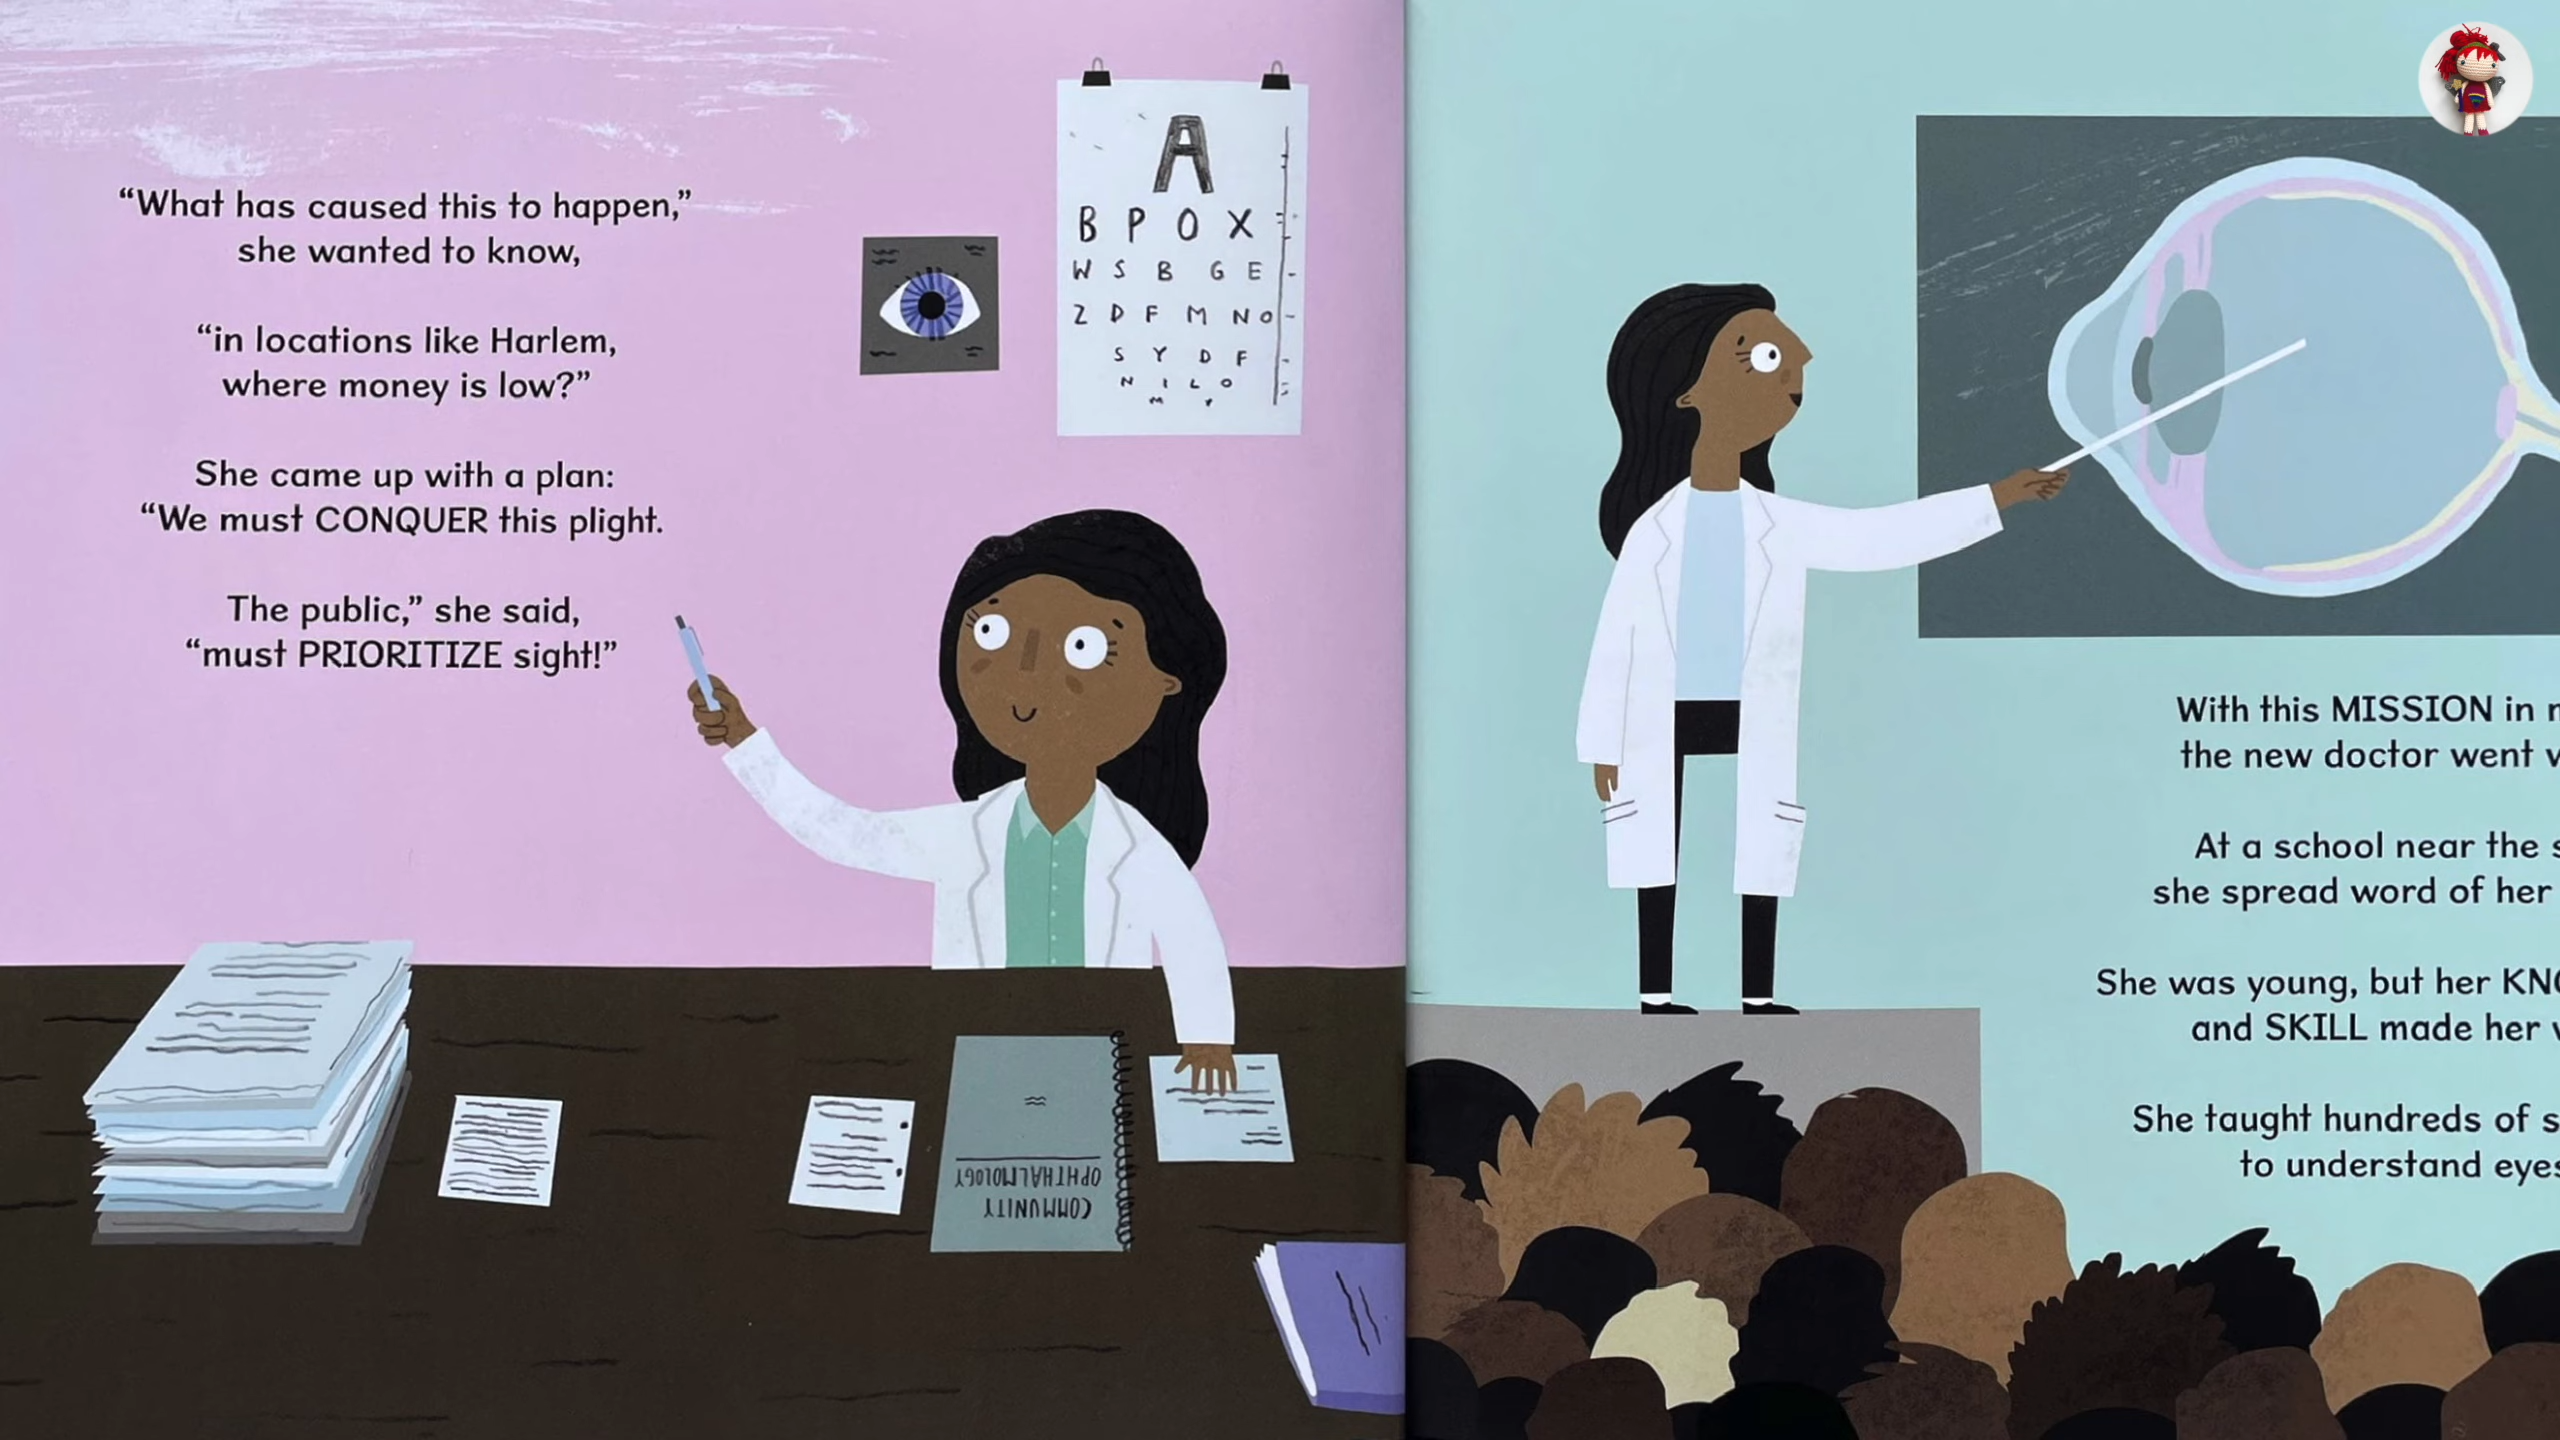 “What has caused this to happen,”
she wanted to know,
“in locations like Harlem,
where money is low?”
She came up with a plan:
“We must CONQUER this plight.
The public,” she said,
“must PRIORITIZE sight!”
A
B P O X
W S B G E
Z D F M N O
S Y D F
N I L O
M Y
COMMUNITY
OPHTHALMOLOGY
With this MISSION in
the new doctor went
At a school near the
she spread word of her
She was young, but her
and SKILL made her
She taught hundreds of
to understand